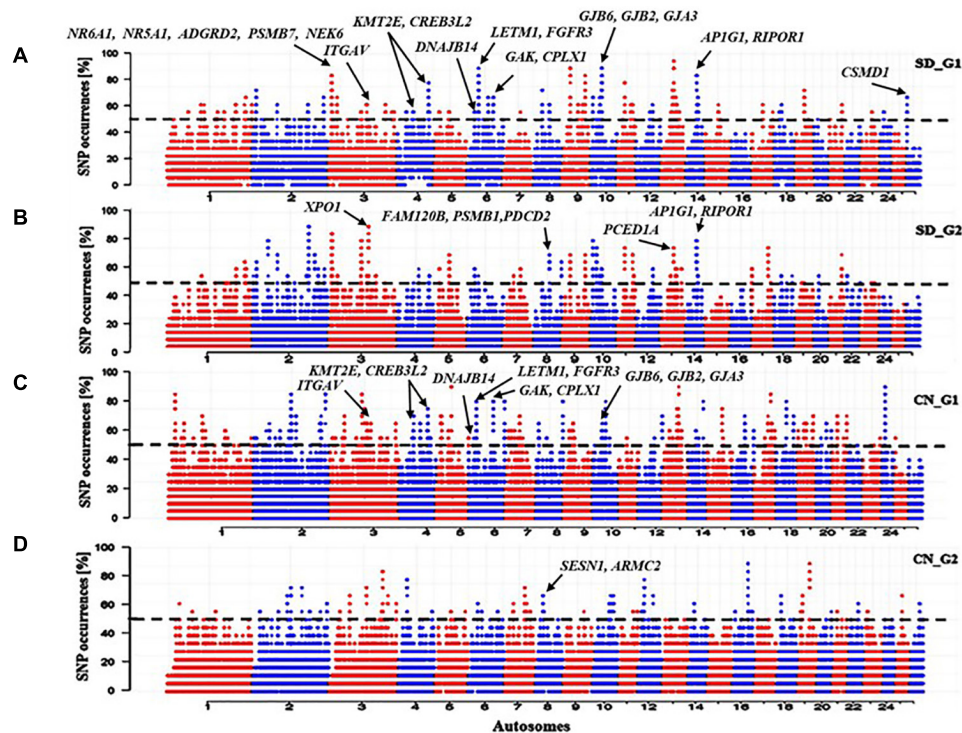 A
SNP occurrences [%]
100
80
60
40
20
0
NR6A1, NR5A1, ADGRD2, PSMB7, NEK6
ITGAV
KMT2E, CREB3L2
DNAJB14
LETM1, FGFR3
GAK, CPLX1
GJB6, GJB2, GJA3
AP1G1, RIPOR1
CSMD1
SD_G1
1 2 3 4 5 6 7 8 9 10 11 12 14 16 18 20 22 24
B
SNP occurrences [%]
100
80
60
40
20
0
XPO1
FAM120B, PSMB1,PDCD2
PCED1A
AP1G1, RIPOR1
SD_G2
1 2 3 4 5 6 7 8 9 10 12 14 16 18 20 22 24
C
SNP occurrences [%]
100
80
60
40
20
0
KMT2E, CREB3L2
ITGAV
DNAJB14
LETM1, FGFR3
GAK, CPLX1
GJB6, GJB2, GJA3
CN_G1
1 2 3 4 5 6 7 8 9 10 12 14 16 18 20 22 24
D
SNP occurrences [%]
100
80
60
40
20
0
SESN1, ARMC2
CN_G2
1 2 3 4 5 6 7 8 9 10 12 14 16 18 20 22 24
Autosomes